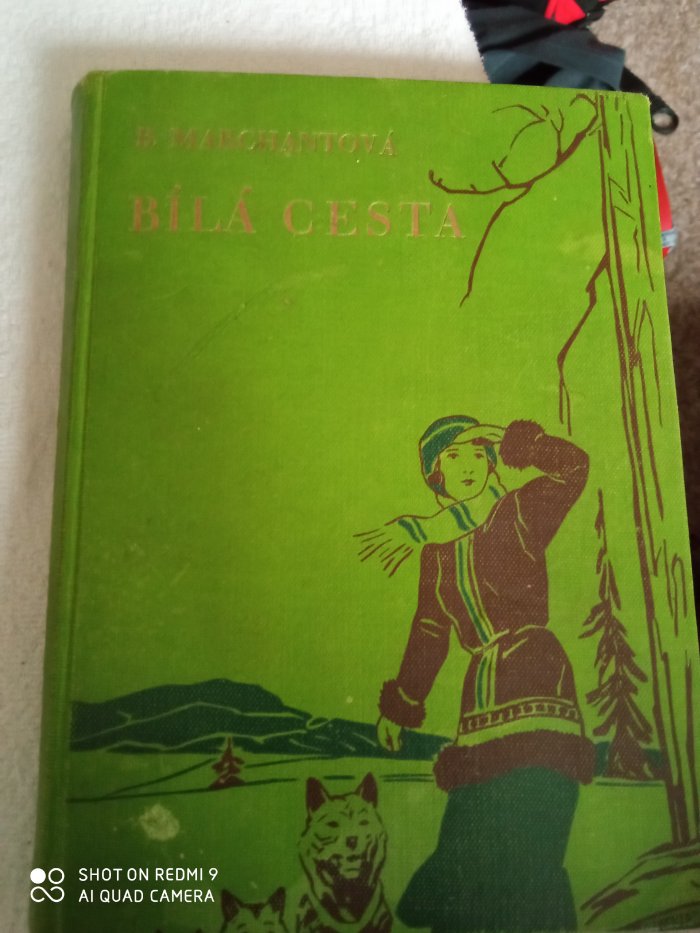 B. MARCHANTOVÁ
BÍLÁ CESTA
SHOT ON REDMI 9
AI QUAD CAMERA